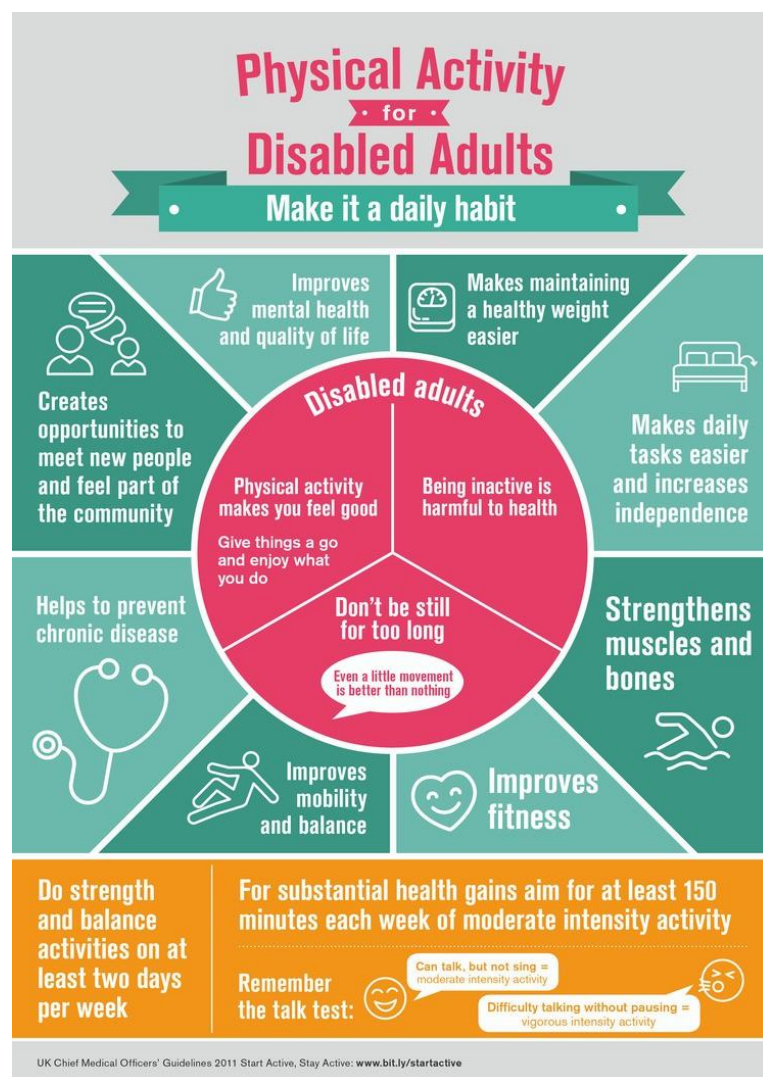 Physical Activity
for
Disabled Adults
Make it a daily habit
Improves
mental health
and quality of life
Makes maintaining
a healthy weight
easier
Creates
opportunities to
meet new people
and feel part of
the community
Makes daily
tasks easier
and increases
independence
Disabled adults
Physical activity
makes you feel good
Give things a go
and enjoy what
you do
Being inactive is
harmful to health
Don't be still
for too long
Even a little movement
is better than nothing
Helps to prevent
chronic disease
Strengthens
muscles and
bones
Improves
mobility
and balance
Improves
fitness
Do strength
and balance
activities on at
least two days
per week
For substantial health gains aim for at least 150
minutes each week of moderate intensity activity
Remember
the talk test:
Can talk, but not sing =
moderate intensity activity
Difficulty talking without pausing =
vigorous intensity activity
UK Chief Medical Officers' Guidelines 2011 Start Active, Stay Active: www.bit.ly/startactive